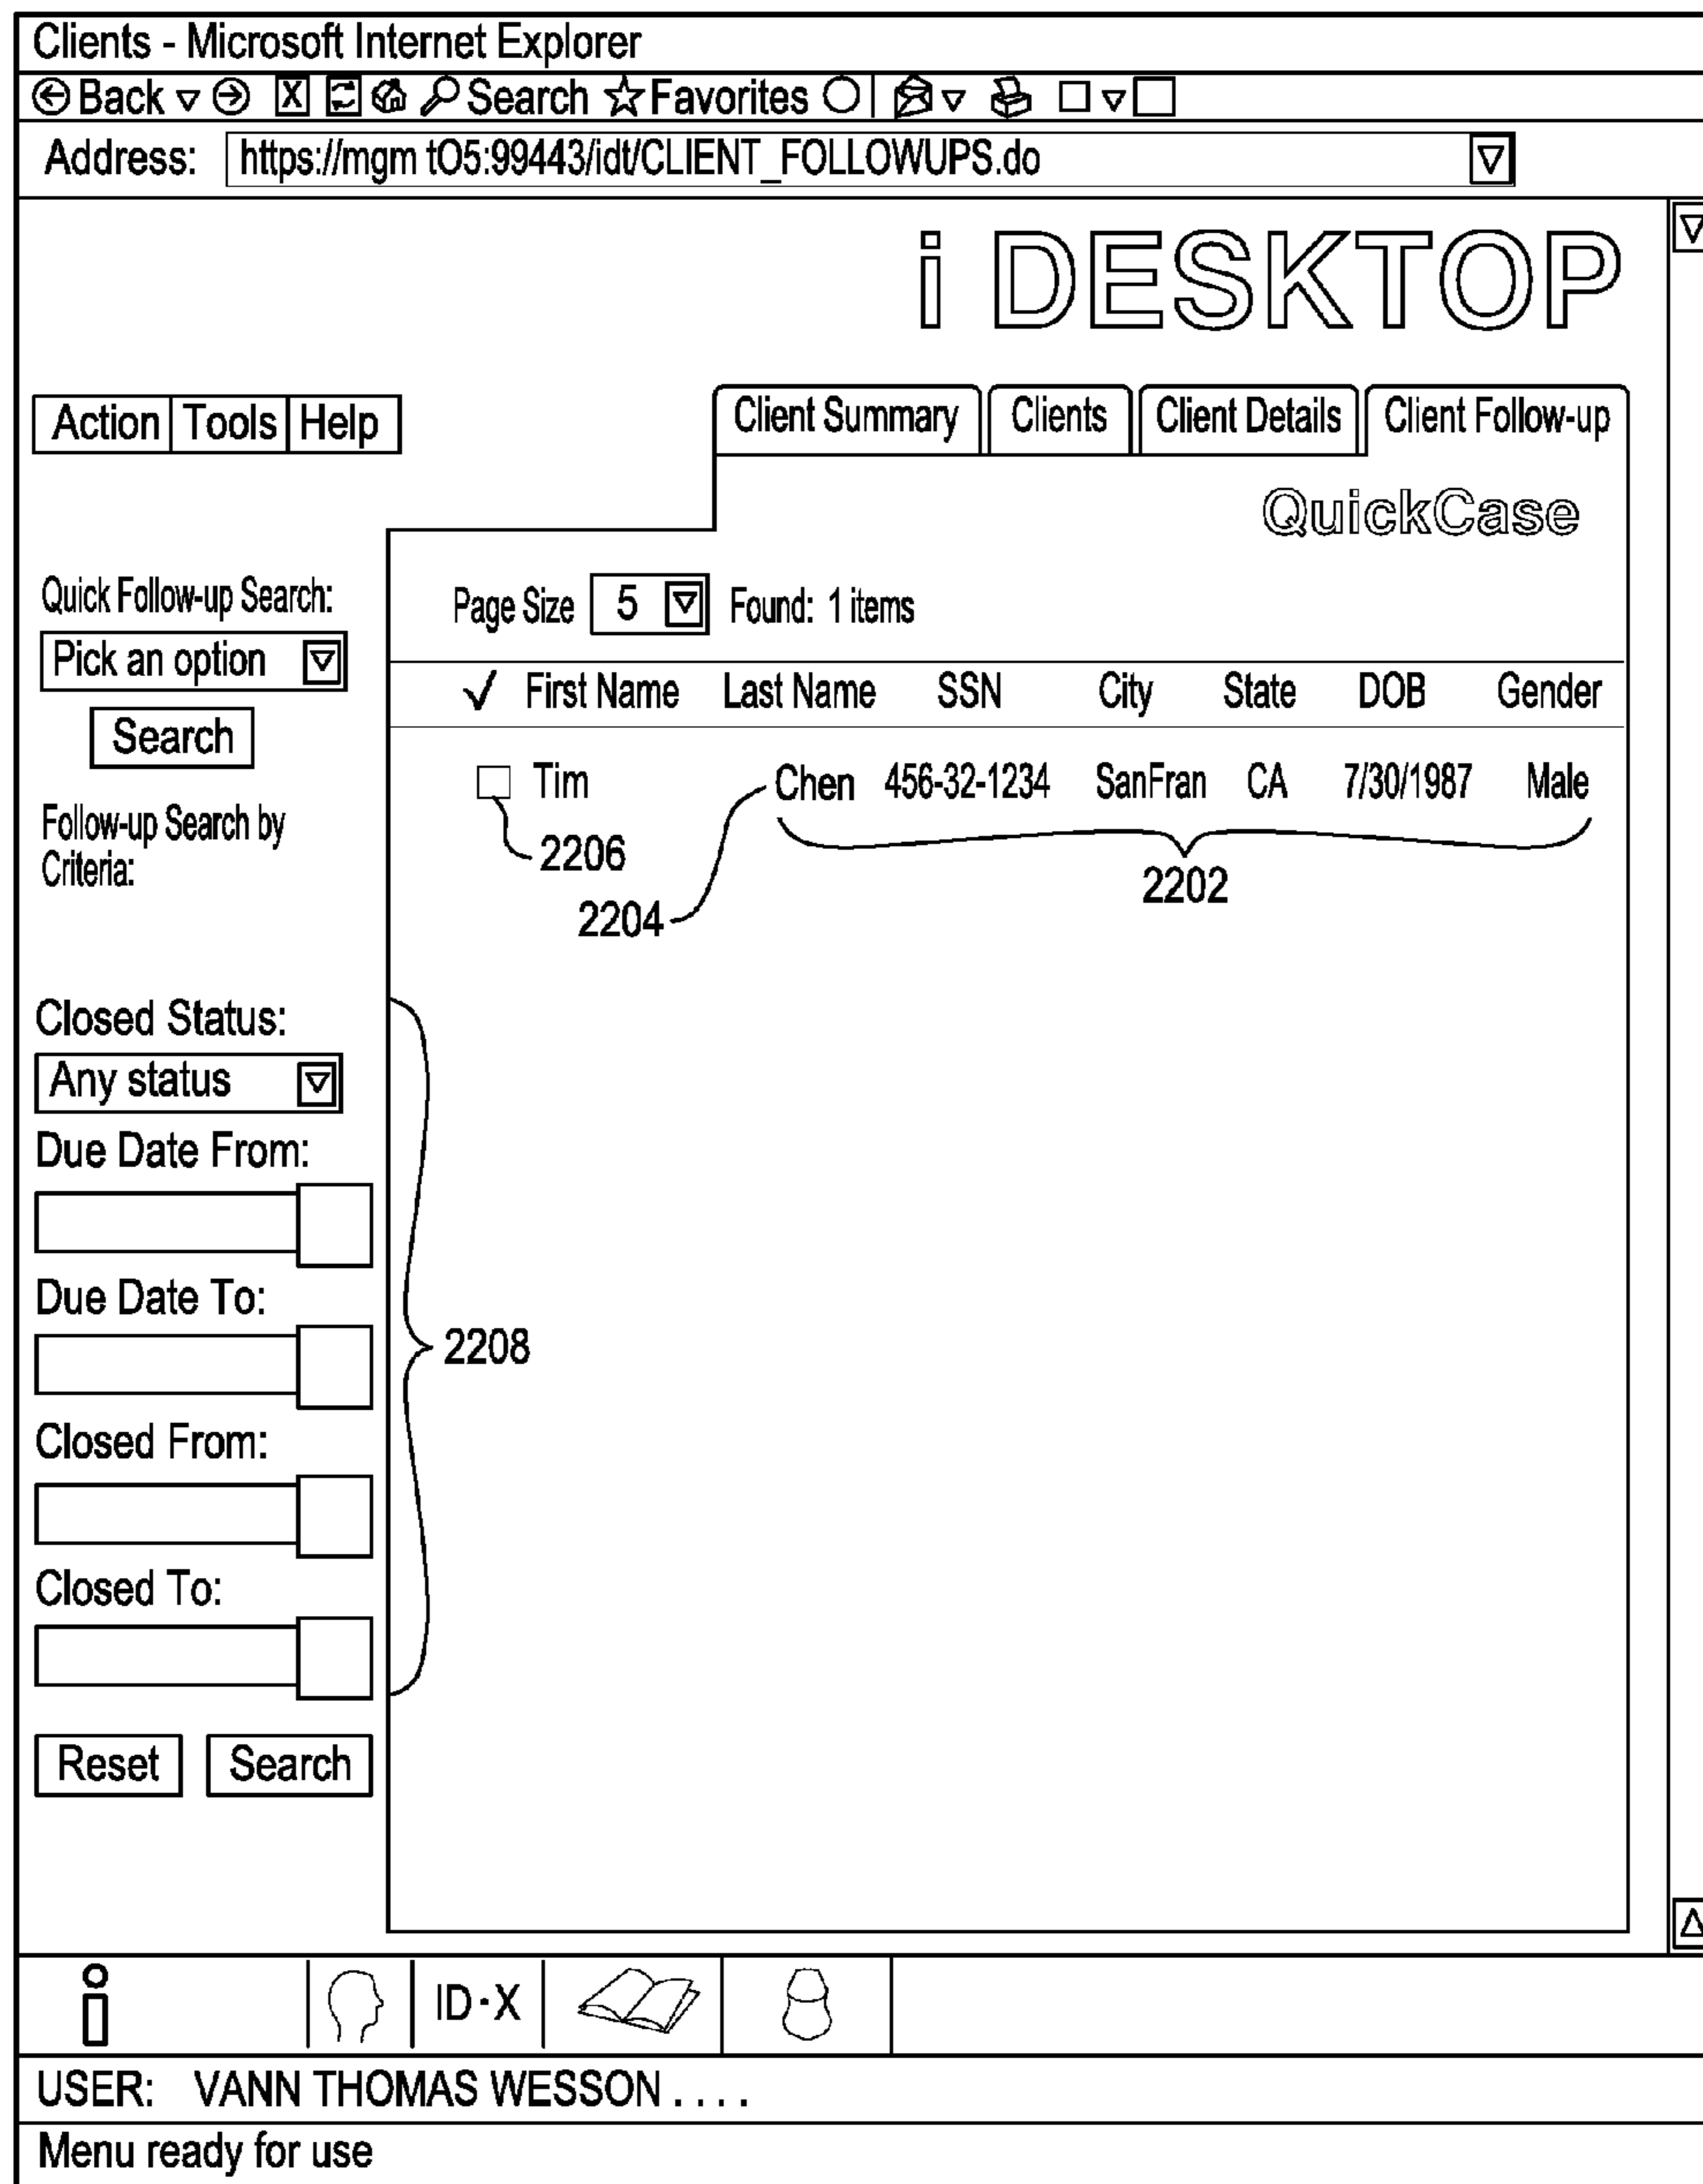 Clients - Microsoft Internet Explorer
Back Search Favorites
Address: https://mgm tO5:99443/idt/CLIENT_FOLLOWUPS.do
i DESKTOP
Action Tools Help
Client Summary Clients Client Details Client Follow-up
QuickCase
Quick Follow-up Search:
Pick an option
Search
Follow-up Search by
Criteria:
Closed Status:
Any status
Due Date From:
Due Date To:
Closed From:
Closed To:
Reset Search
Page Size 5 Found: 1 items
✓ First Name Last Name SSN City State DOB Gender
Tim Chen 456-32-1234 SanFran CA 7/30/1987 Male
2206
2202
2204
2208
ID·X
USER: VANN THOMAS WESSON . . . .
Menu ready for use